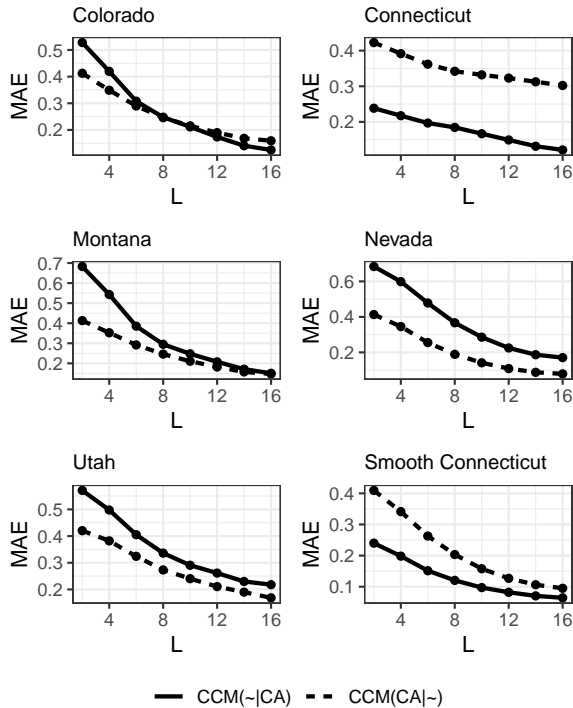 Colorado
MAE
0.5
0.4
0.3
0.2
4 8 12 16
L
Connecticut
MAE
0.4
0.3
0.2
4 8 12 16
L
Montana
MAE
0.7
0.6
0.5
0.4
0.3
0.2
4 8 12 16
L
Nevada
MAE
0.6
0.4
0.2
4 8 12 16
L
Utah
MAE
0.5
0.4
0.3
0.2
4 8 12 16
L
Smooth Connecticut
MAE
0.4
0.3
0.2
0.1
4 8 12 16
L
CCM(~|CA) CCM(CA|~)